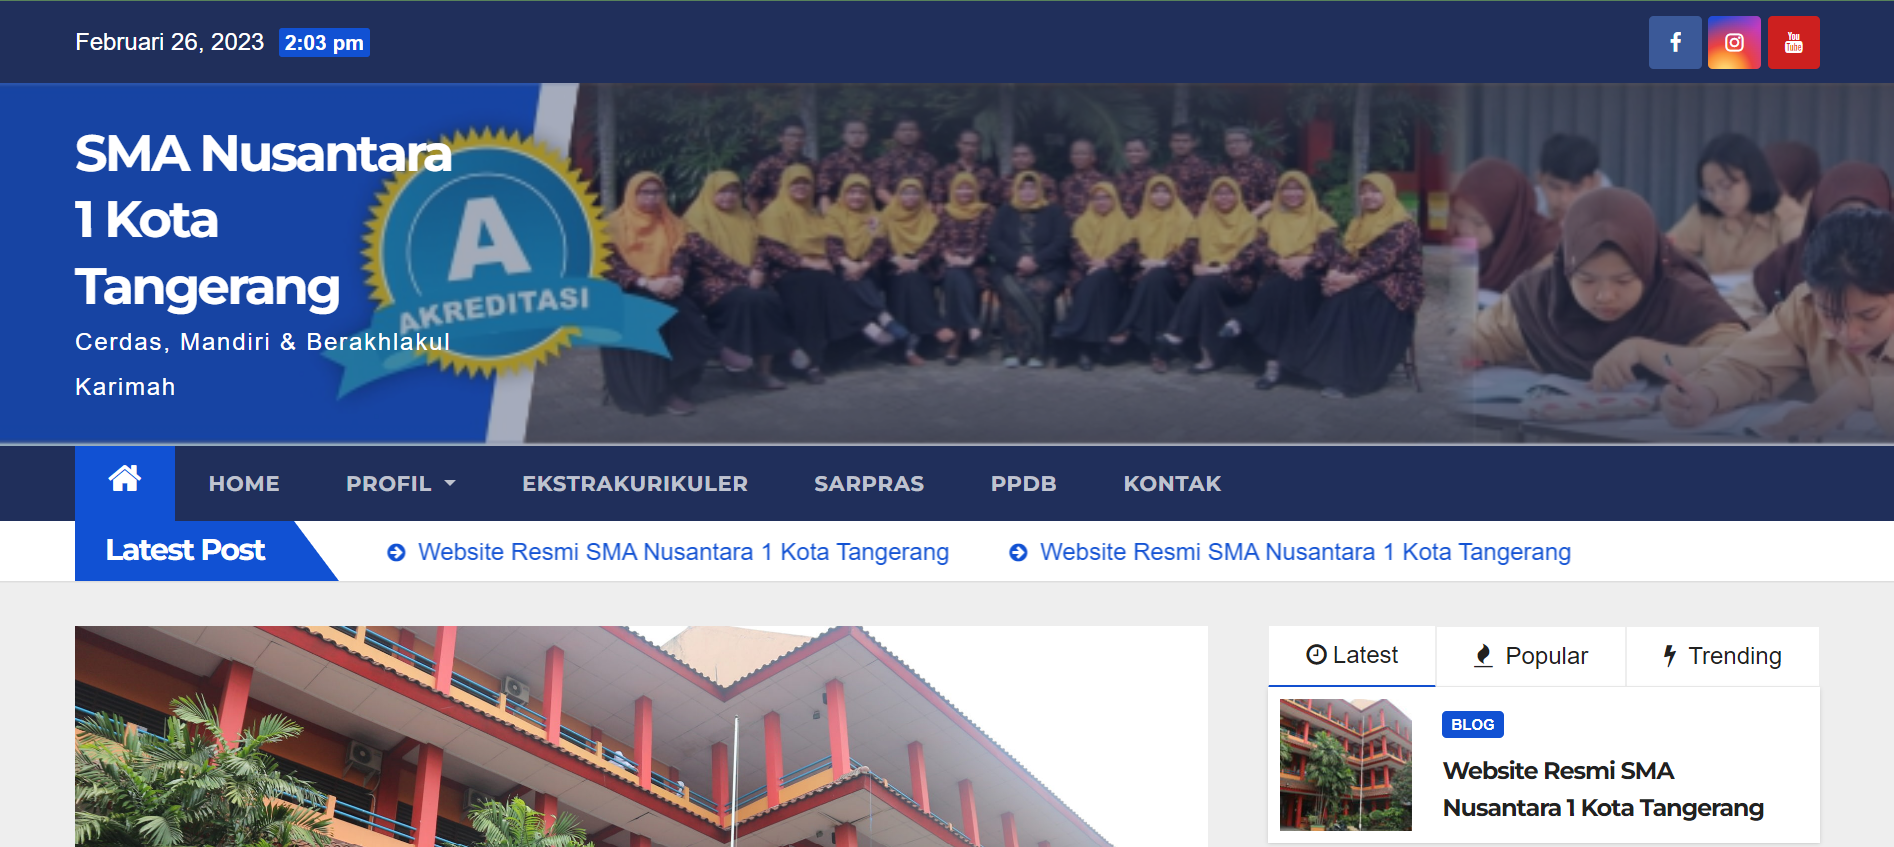 Februari 26, 2023 2:03 pm
You
Tube
SMA Nusantara
1 Kota
Tangerang
Cerdas, Mandiri & Berakhlakul
Karimah
A
AKREDITASI
HOME PROFIL EKSTRAKURIKULER SARPRAS PPDB KONTAK
Latest Post Website Resmi SMA Nusantara 1 Kota Tangerang Website Resmi SMA Nusantara 1 Kota Tangerang
Latest Popular Trending
BLOG
Website Resmi SMA
Nusantara 1 Kota Tangerang